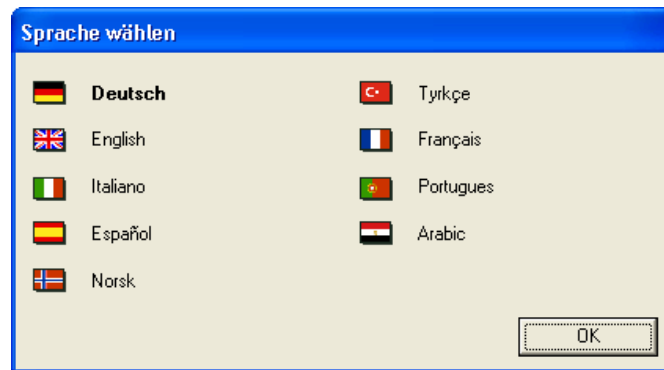 Sprache wählen
Deutsch
English
Italiano
Español
Norsk
Tyrkçe
Français
Portugues
Arabic
OK